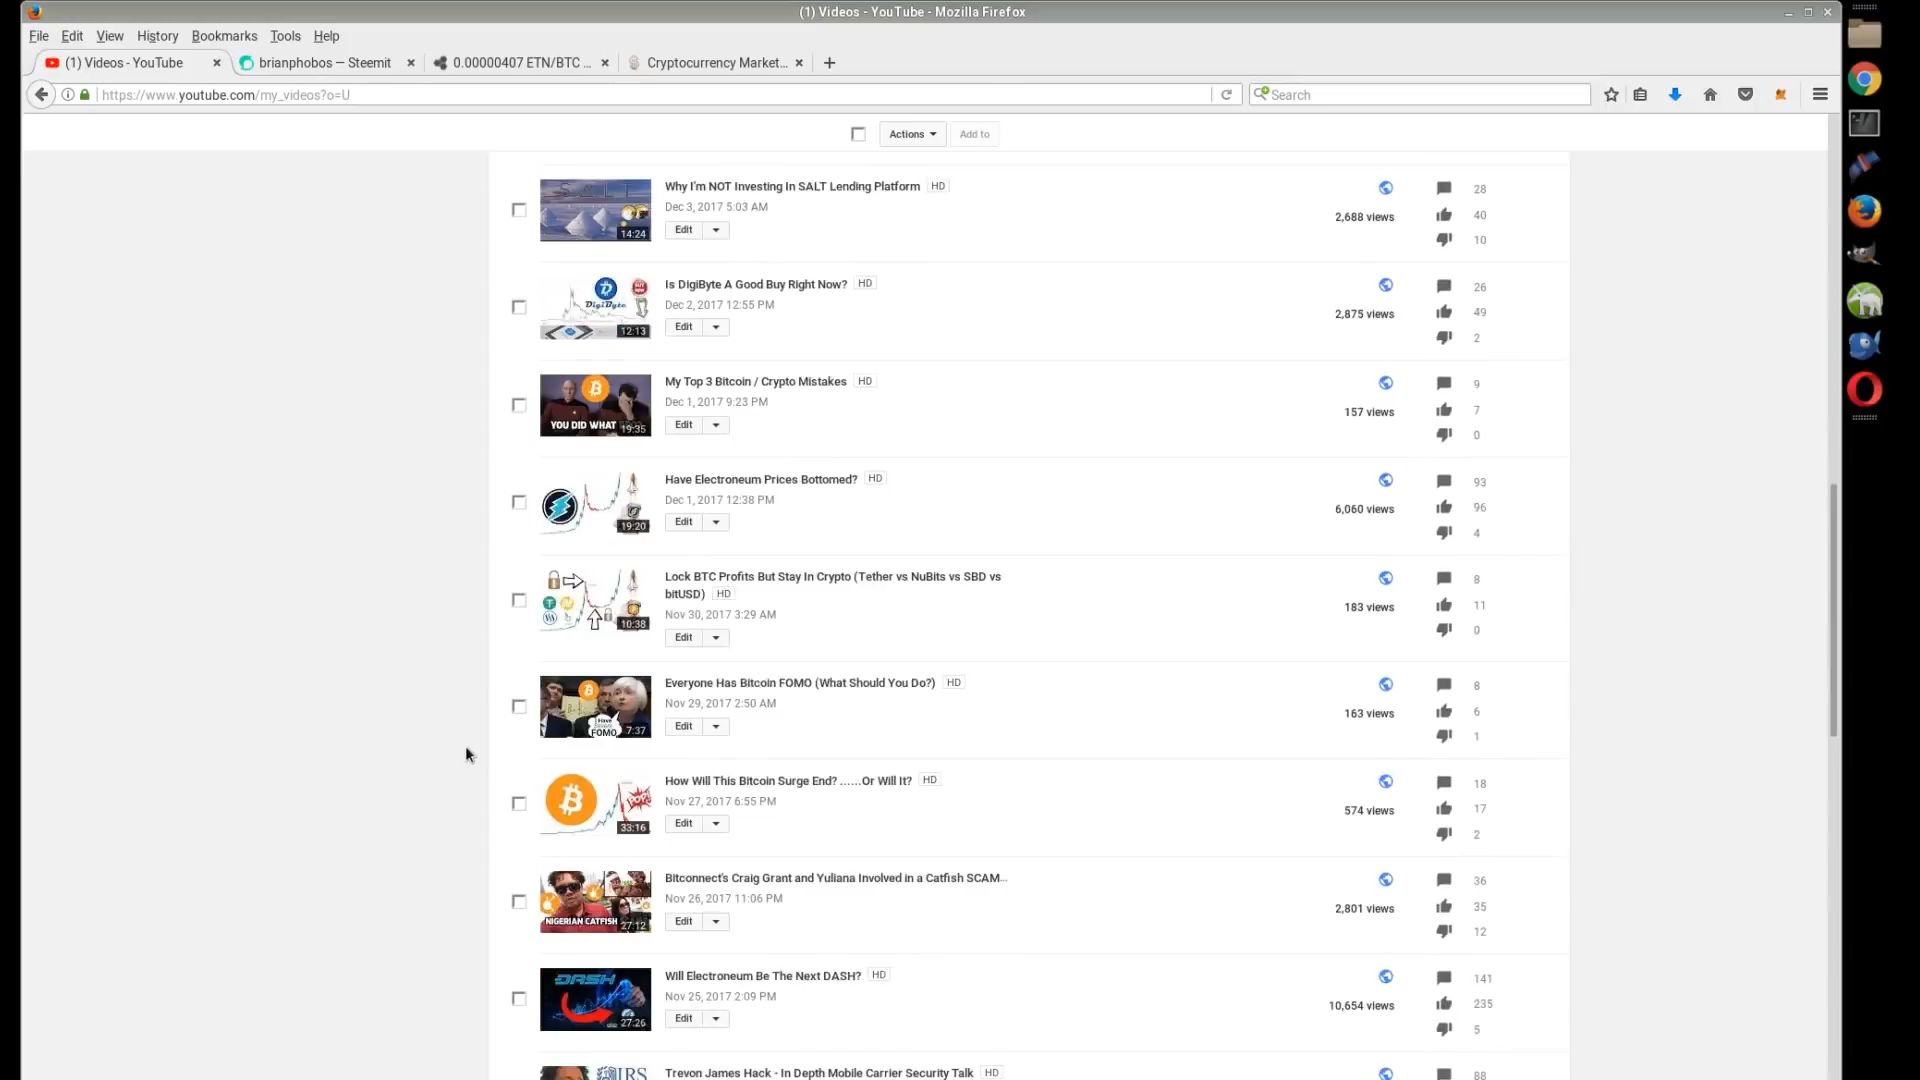 (1) Videos - YouTube - Mozilla Firefox
File Edit View History Bookmarks Tools Help
(1) Videos - YouTube
brianphobos — Steemit
0.00000407 ETN/BTC ...
Cryptocurrency Market...
https://www.youtube.com/my_videos?o=U
Search
Actions
Add to
SALT
14:24
Why I'm NOT Investing In SALT Lending Platform HD
Dec 3, 2017 5:03 AM
Edit
2,688 views
28
40
10
DigiByte
12:13
Is DigiByte A Good Buy Right Now? HD
Dec 2, 2017 12:55 PM
Edit
2,875 views
26
49
2
YOU DID WHAT
19:35
My Top 3 Bitcoin / Crypto Mistakes HD
Dec 1, 2017 9:23 PM
Edit
157 views
9
7
0
19:20
Have Electroneum Prices Bottomed? HD
Dec 1, 2017 12:38 PM
Edit
6,060 views
93
96
4
10:38
Lock BTC Profits But Stay In Crypto (Tether vs NuBits vs SBD vs
bitUSD) HD
Nov 30, 2017 3:29 AM
Edit
183 views
8
11
0
I Have
FOMO
7:37
Everyone Has Bitcoin FOMO (What Should You Do?) HD
Nov 29, 2017 2:50 AM
Edit
163 views
8
6
1
POP!
33:16
How Will This Bitcoin Surge End? ......Or Will It? HD
Nov 27, 2017 6:55 PM
Edit
574 views
18
17
2
NIGERIAN CATFISH
27:12
Bitconnect's Craig Grant and Yuliana Involved in a Catfish SCAM...
Nov 26, 2017 11:06 PM
Edit
2,801 views
36
35
12
DASH
27:26
Will Electroneum Be The Next DASH? HD
Nov 25, 2017 2:09 PM
Edit
10,654 views
141
235
5
IRS
Trevon James Hack - In Depth Mobile Carrier Security Talk HD
88